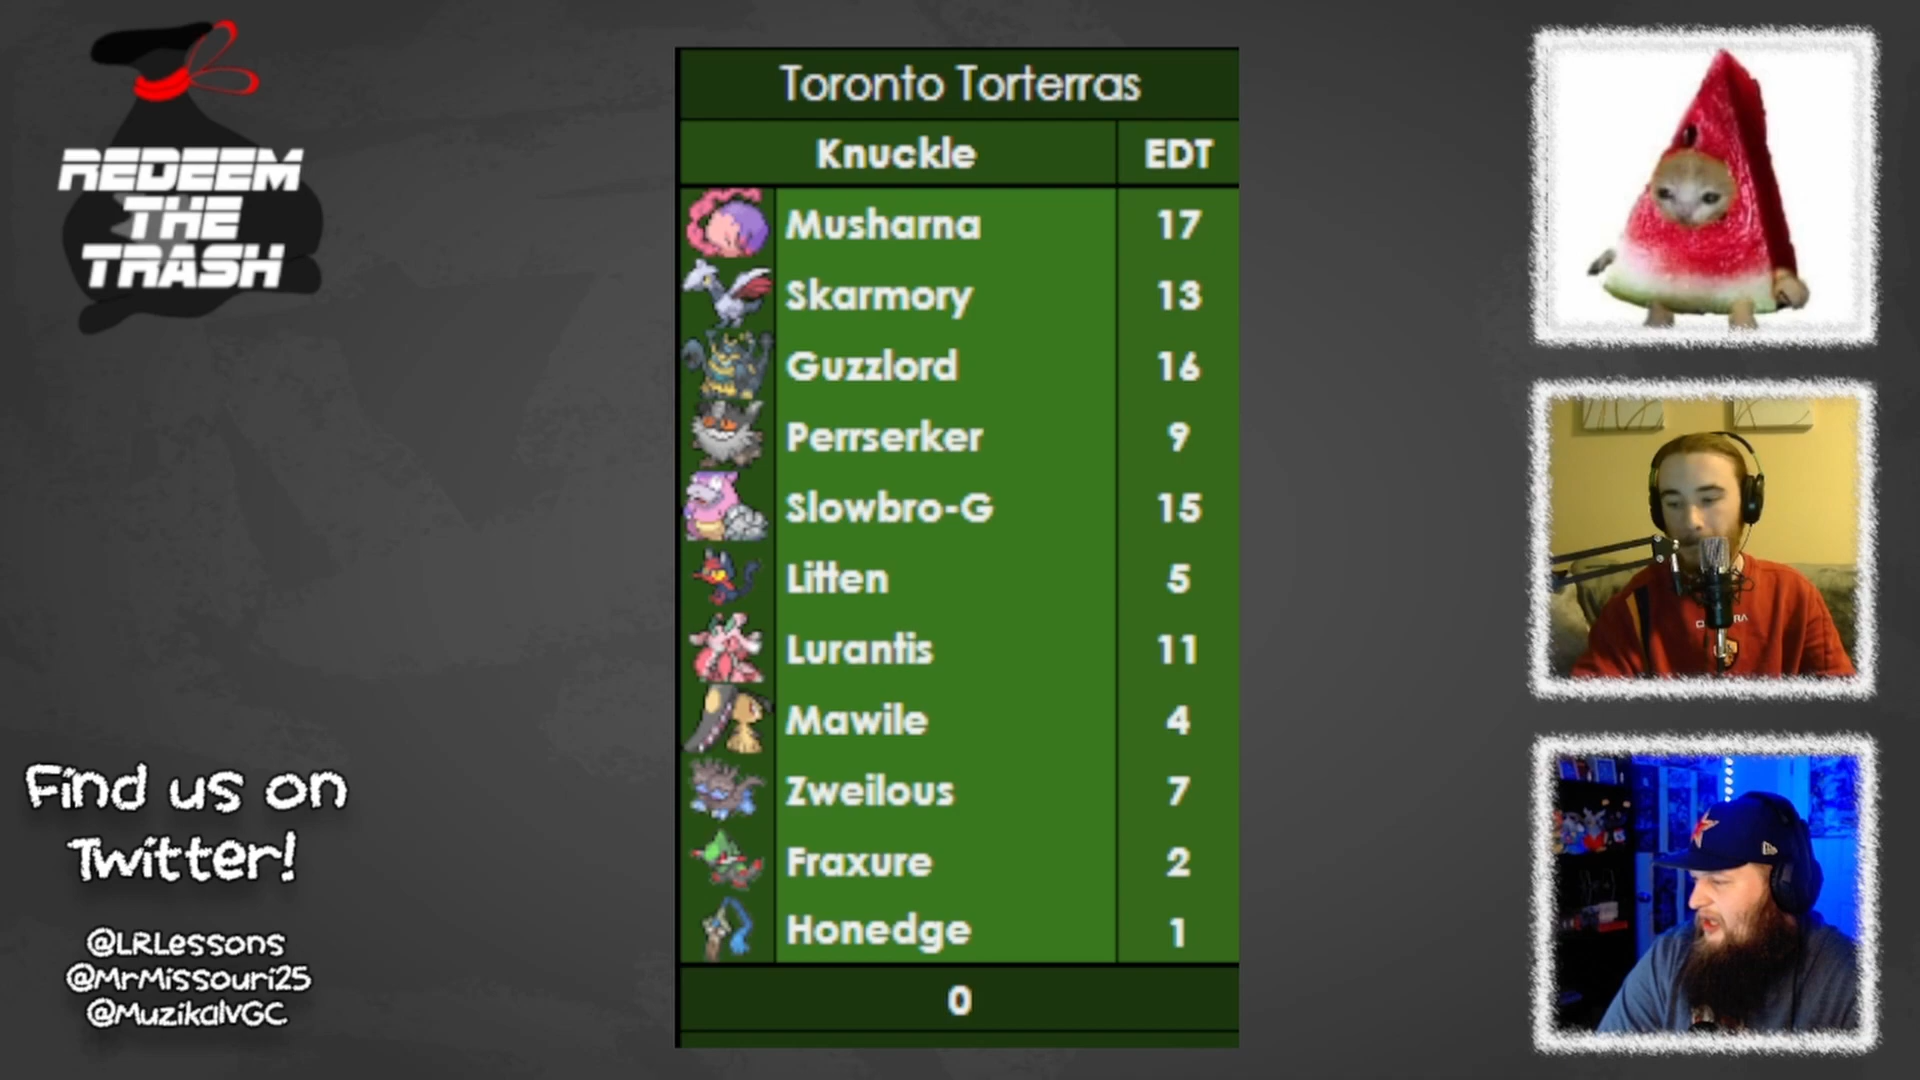 REDEEM
THE
TRASH
Toronto Torterras
Knuckle EDT
Musharna 17
Skarmory 13
Guzzlord 16
Perrserker 9
Slowbro-G 15
Litten 5
Lurantis 11
Mawile 4
Zweilous 7
Fraxure 2
Honedge 1
0
Find us on
Twitter!
@LRLessons
@MrMissouri25
@MuzikalVGC